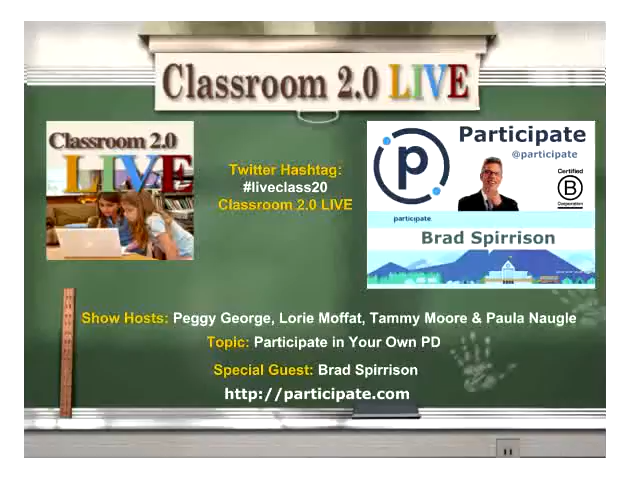 Classroom 2.0 LIVE
Classroom 2.0
LIVE
Twitter Hashtag:
#liveclass20
Classroom 2.0 LIVE
Participate
@participate
p
participate
Certified
B
Corporation
Brad Spirrison
Show Hosts: Peggy George, Lorie Moffat, Tammy Moore & Paula Naugle
Topic: Participate in Your Own PD
Special Guest: Brad Spirrison
http://participate.com